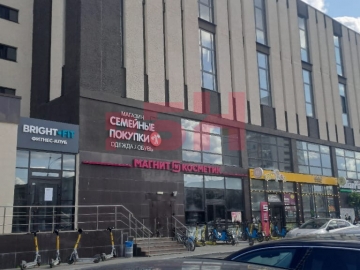 BRIGHT FIT
ФИТНЕС-КЛУБ
МАГАЗИН
СЕМЕЙНЫЕ
ПОКУПКИ
ОДЕЖДА / ОБУВЬ
МАГНИТ КОСМЕТИК